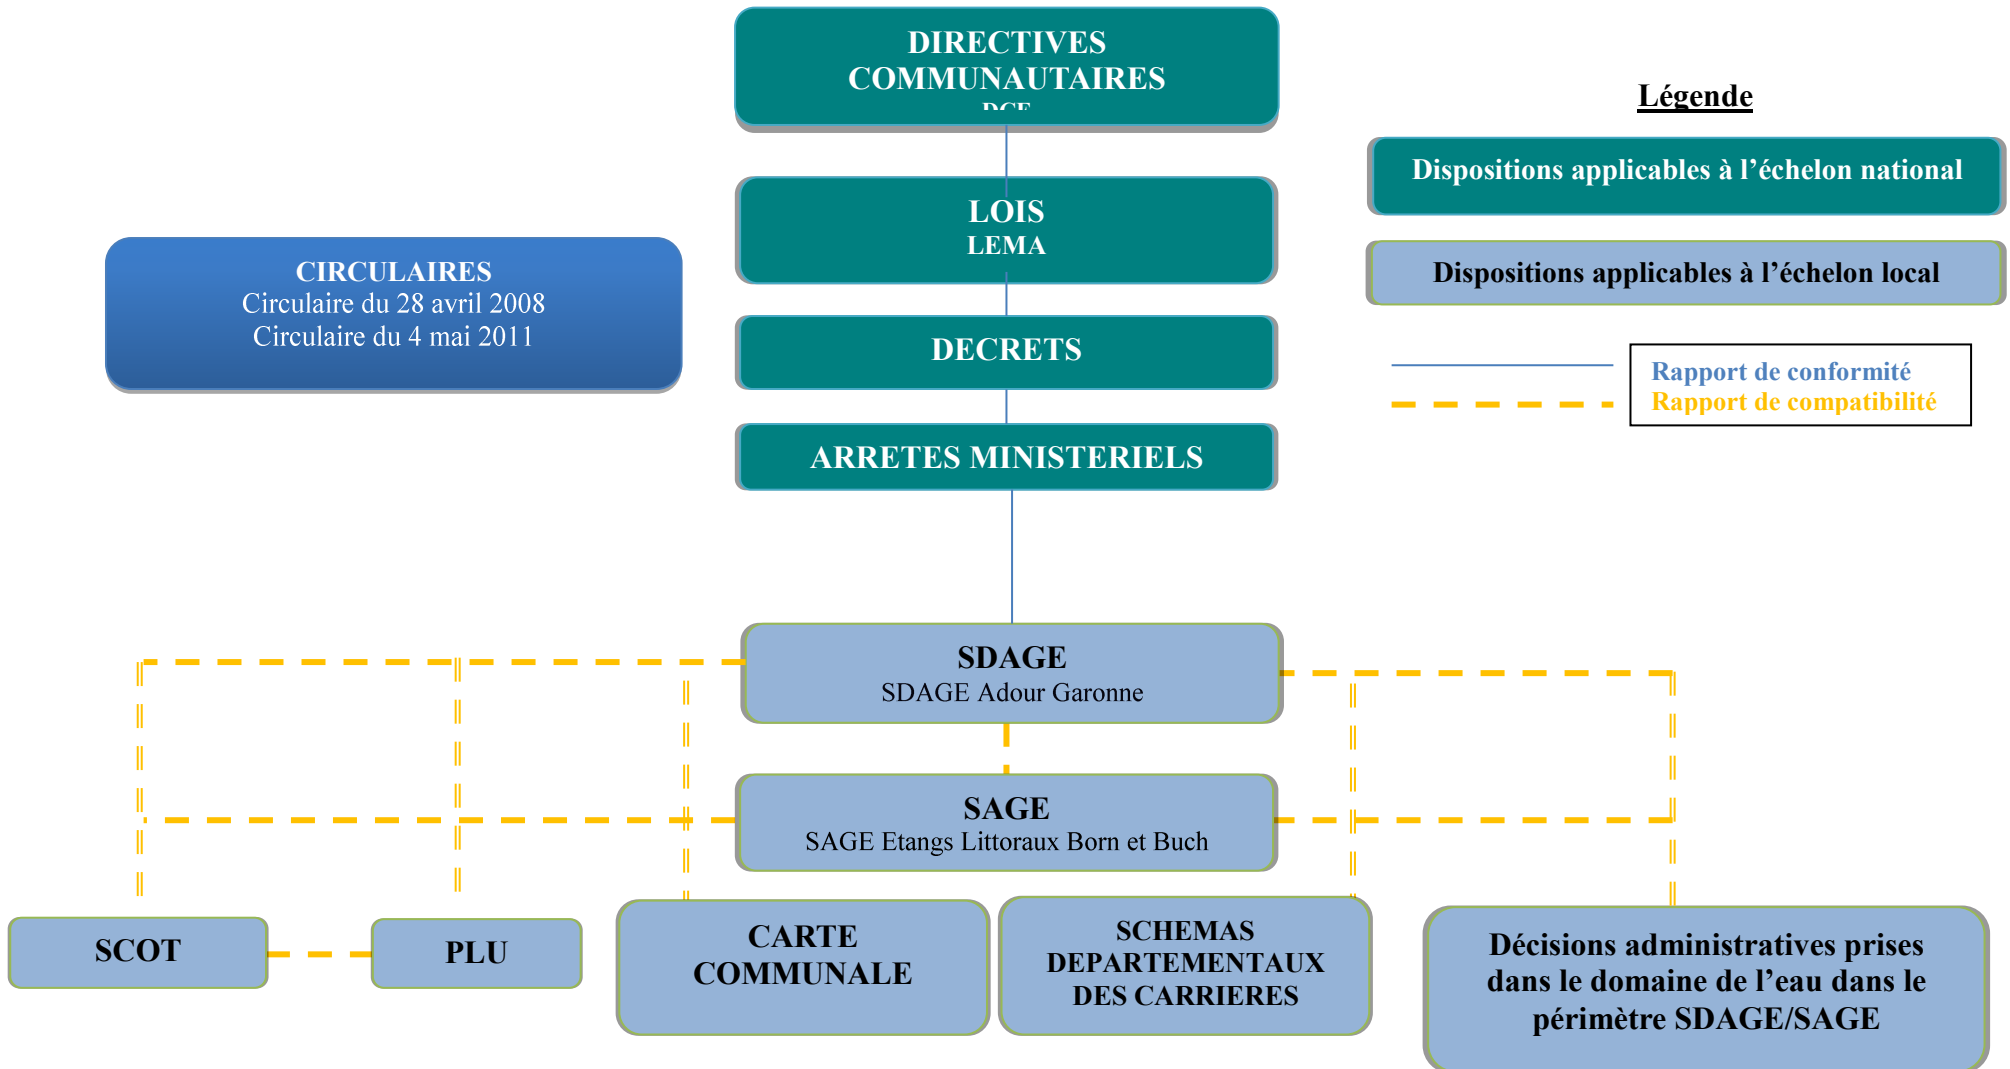 DIRECTIVES
COMMUNAUTAIRES
DCE
Légende
Dispositions applicables à l’échelon national
LOIS
LEMA
Dispositions applicables à l’échelon local
CIRCULAIRES
Circulaire du 28 avril 2008
Circulaire du 4 mai 2011
DECRETS
Rapport de conformité
Rapport de compatibilité
ARRETES MINISTERIELS
SDAGE
SDAGE Adour Garonne
SAGE
SAGE Etangs Littoraux Born et Buch
SCOT
PLU
CARTE
COMMUNALE
SCHEMAS
DEPARTEMENTAUX
DES CARRIERES
Décisions administratives prises
dans le domaine de l’eau dans le
périmètre SDAGE/SAGE